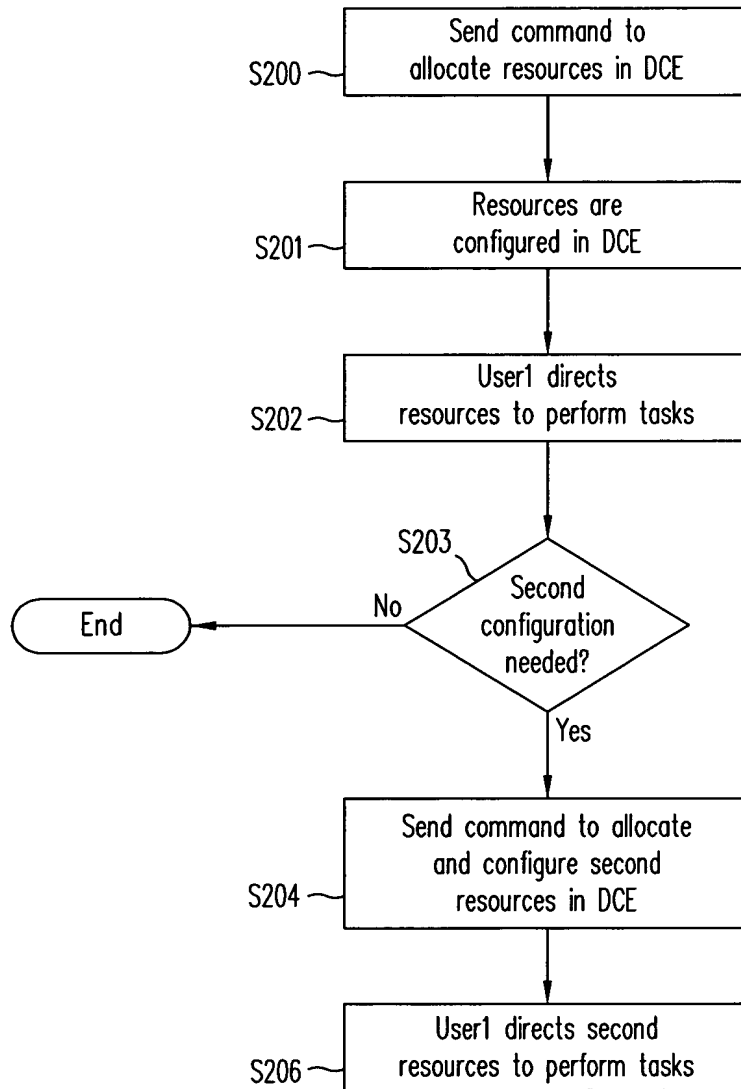 Send command to
allocate resources in DCE
S200
Resources are
configured in DCE
S201
User1 directs
resources to perform tasks
S202
S203
Second
configuration
needed?
No
End
Yes
Send command to allocate
and configure second
resources in DCE
S204
User1 directs second
resources to perform tasks
S206